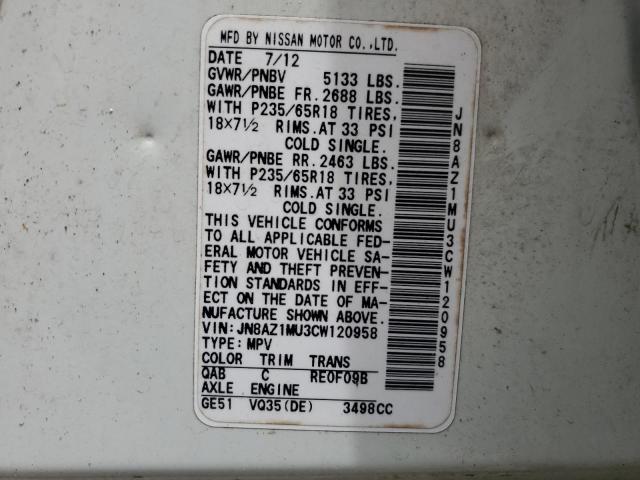 MFD BY NISSAN MOTOR CO.,LTD.
DATE 7/12
GVWR/PNBV 5133 LBS.
GAWR/PNBE FR. 2688 LBS.
WITH P235/65R18 TIRES,
18×7½ RIMS. AT 33 PSI
COLD SINGLE.
GAWR/PNBE RR. 2463 LBS.
WITH P235/65R18 TIRES,
18×7½ RIMS. AT 33 PSI
COLD SINGLE.
THIS VEHICLE CONFORMS
TO ALL APPLICABLE FED-
ERAL MOTOR VEHICLE SA-
FETY AND THEFT PREVEN-
TION STANDARDS IN EFF-
ECT ON THE DATE OF MA-
NUFACTURE SHOWN ABOVE.
VIN:JN8AZ1MU3CW120958
TYPE:MPV
COLOR TRIM TRANS
QAB C RE0F09B
AXLE ENGINE
GE51 VQ35(DE) 3498CC
JN8AZ1MU3CW120958